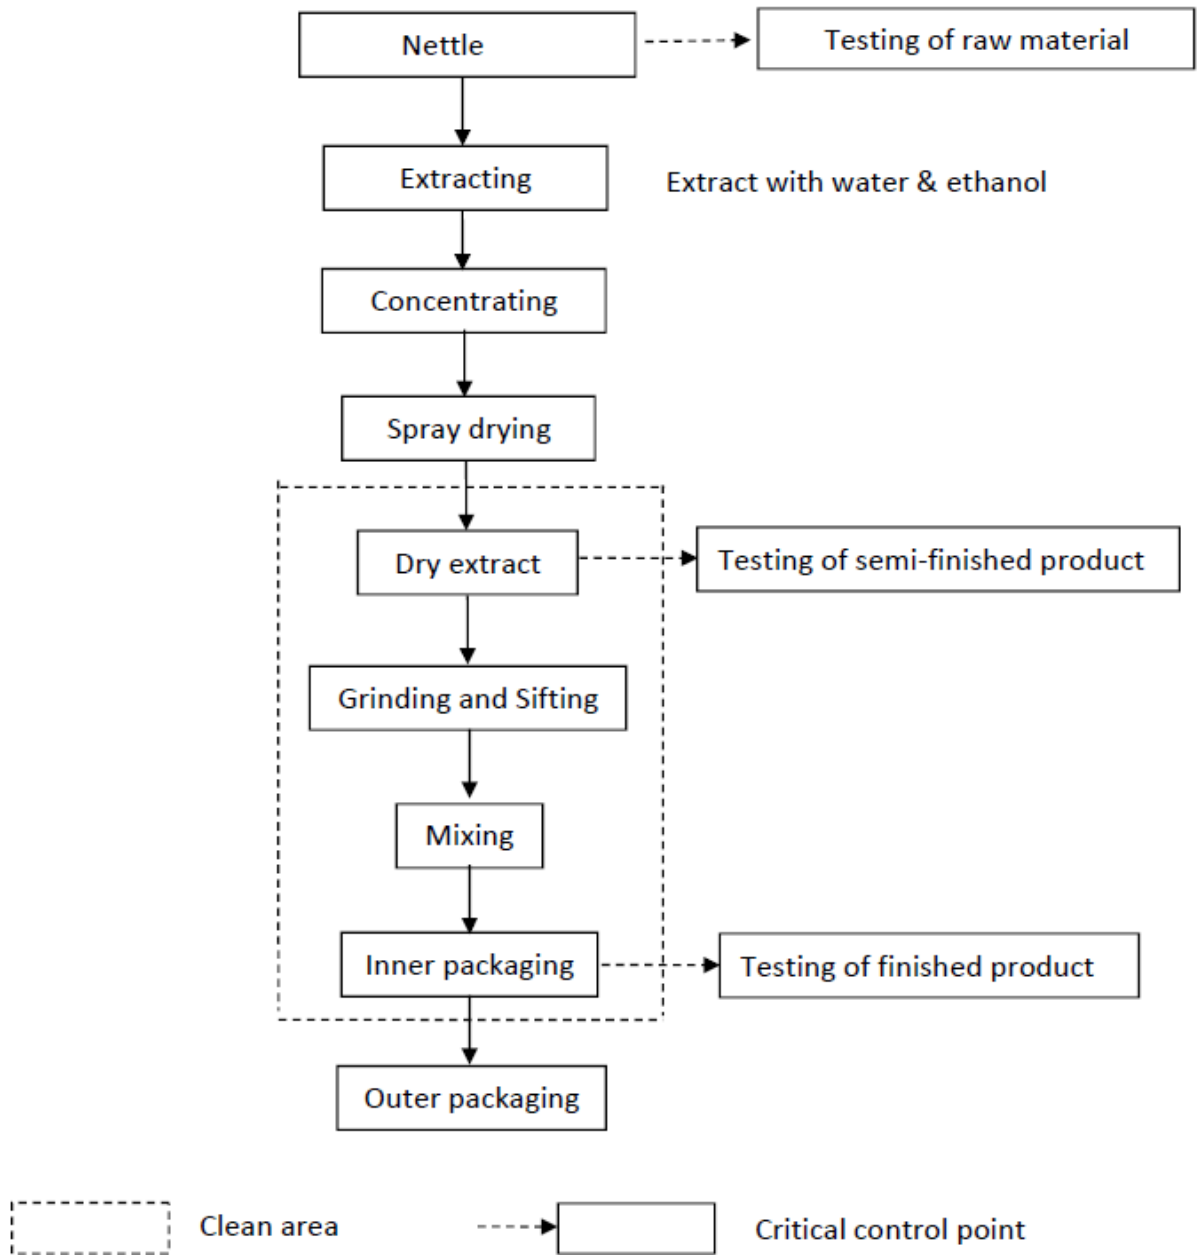 Nettle
Testing of raw material
Extracting
Extract with water & ethanol
Concentrating
Spray drying
Dry extract
Testing of semi-finished product
Grinding and Sifting
Mixing
Inner packaging
Testing of finished product
Outer packaging
Clean area
Critical control point